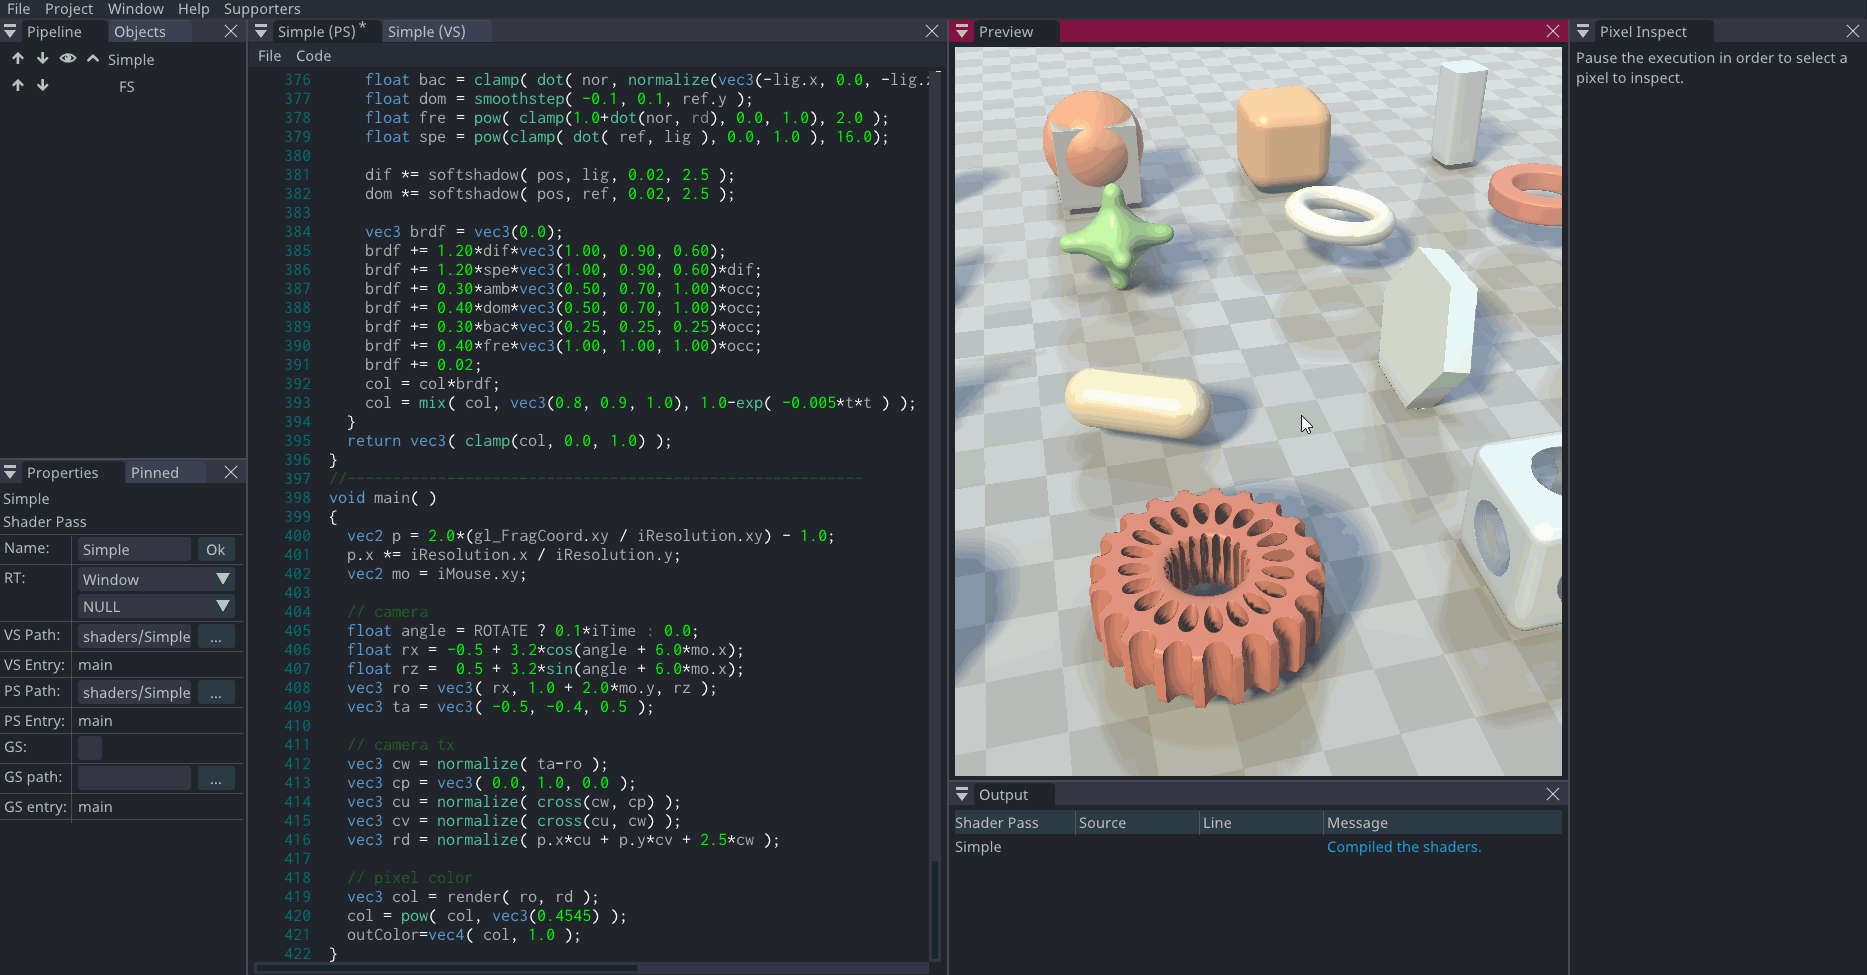 File Project Window Help Supporters
Pipeline Objects
Simple
FS
Properties Pinned
Simple
Shader Pass
Name: Simple Ok
RT: Window
NULL
VS Path: shaders/Simple ...
VS Entry: main
PS Path: shaders/Simple ...
PS Entry: main
GS:
GS path: ...
GS entry: main
Simple (PS) * Simple (VS)
File Code
376 float bac = clamp( dot( nor, normalize(vec3(-lig.x, 0.0, -lig.
377 float dom = smoothstep( -0.1, 0.1, ref.y );
378 float fre = pow( clamp(1.0+dot(nor, rd), 0.0, 1.0), 2.0 );
379 float spe = pow(clamp( dot( ref, lig ), 0.0, 1.0 ), 16.0);
380
381 dif *= softshadow( pos, lig, 0.02, 2.5 );
382 dom *= softshadow( pos, ref, 0.02, 2.5 );
383
384 vec3 brdf = vec3(0.0);
385 brdf += 1.20*dif*vec3(1.00, 0.90, 0.60);
386 brdf += 1.20*spe*vec3(1.00, 0.90, 0.60)*dif;
387 brdf += 0.30*amb*vec3(0.50, 0.70, 1.00)*occ;
388 brdf += 0.40*dom*vec3(0.50, 0.70, 1.00)*occ;
389 brdf += 0.30*bac*vec3(0.25, 0.25, 0.25)*occ;
390 brdf += 0.40*fre*vec3(1.00, 1.00, 1.00)*occ;
391 brdf += 0.02;
392 col = col*brdf;
393 col = mix( col, vec3(0.8, 0.9, 1.0), 1.0-exp( -0.005*t*t ) );
394 }
395 return vec3( clamp(col, 0.0, 1.0) );
396 }
397 //---------------------------------------------------------
398 void main( )
399 {
400 vec2 p = 2.0*(gl_FragCoord.xy / iResolution.xy) - 1.0;
401 p.x *= iResolution.x / iResolution.y;
402 vec2 mo = iMouse.xy;
403
404 // camera
405 float angle = ROTATE ? 0.1*iTime : 0.0;
406 float rx = -0.5 + 3.2*cos(angle + 6.0*mo.x);
407 float rz =  0.5 + 3.2*sin(angle + 6.0*mo.x);
408 vec3 ro = vec3( rx, 1.0 + 2.0*mo.y, rz );
409 vec3 ta = vec3( -0.5, -0.4, 0.5 );
410
411 // camera tx
412 vec3 cw = normalize( ta-ro );
413 vec3 cp = vec3( 0.0, 1.0, 0.0 );
414 vec3 cu = normalize( cross(cw, cp) );
415 vec3 cv = normalize( cross(cu, cw) );
416 vec3 rd = normalize( p.x*cu + p.y*cv + 2.5*cw );
417
418 // pixel color
419 vec3 col = render( ro, rd );
420 col = pow( col, vec3(0.4545) );
421 outColor=vec4( col, 1.0 );
422 }
Preview
Output
Shader Pass Source Line Message
Simple Compiled the shaders.
Pixel Inspect
Pause the execution in order to select a
pixel to inspect.